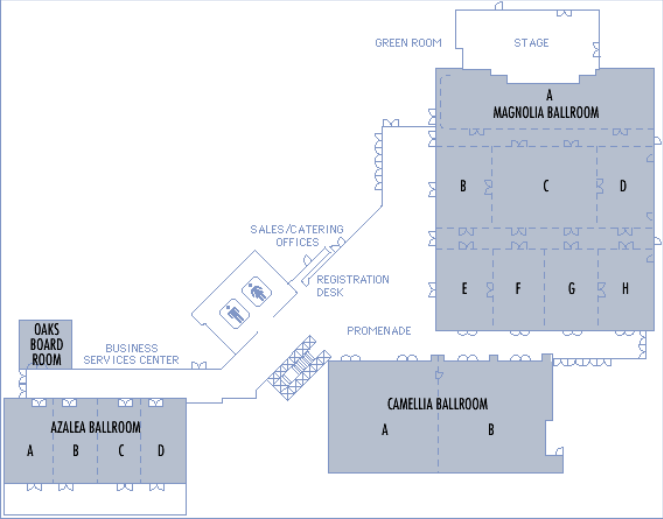 GREEN ROOM
STAGE
A
MAGNOLIA BALLROOM
B
C
D
SALES/CATERING
OFFICES
E
F
G
H
REGISTRATION
DESK
OAKS
BOARD
ROOM
BUSINESS
SERVICES CENTER
PROMENADE
CAMELLIA BALLROOM
A
B
AZALEA BALLROOM
A
B
C
D